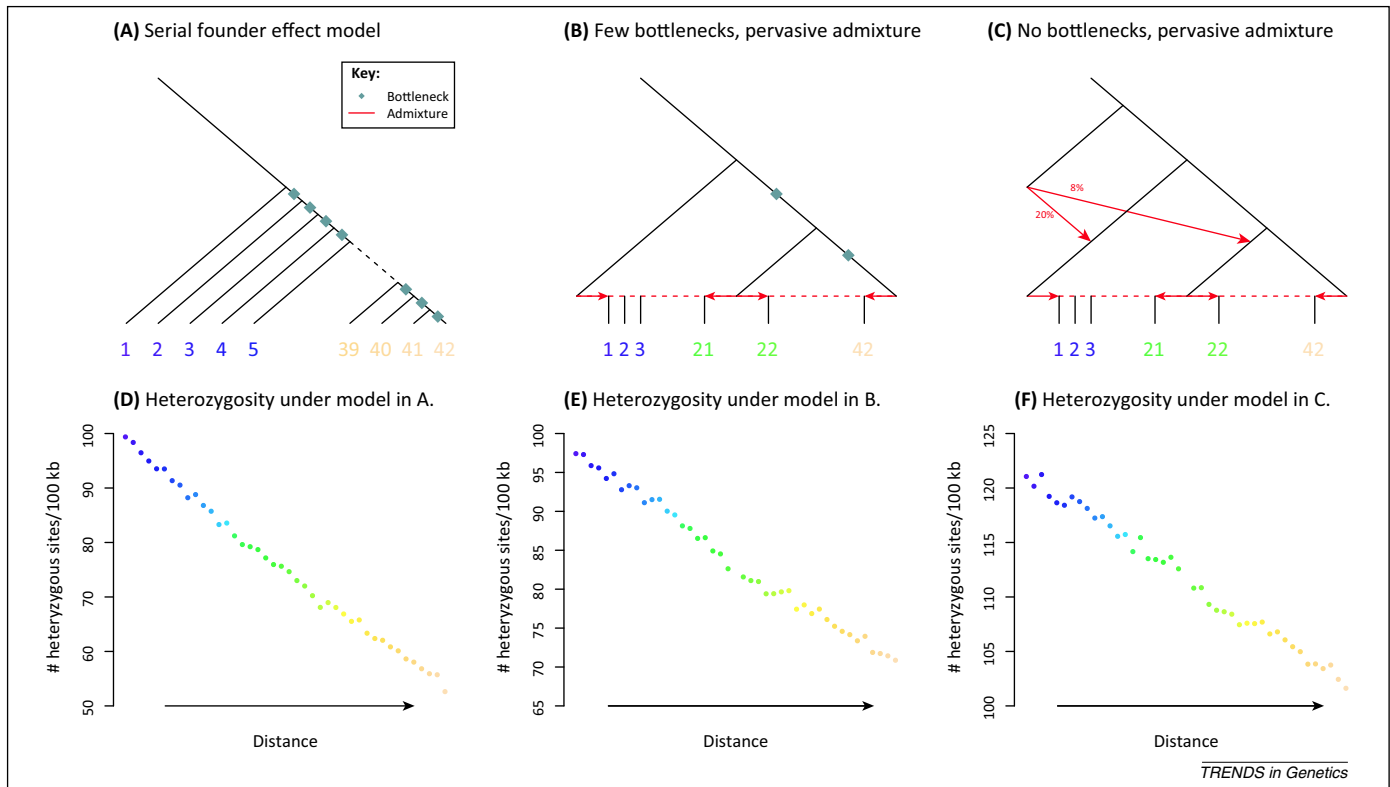 (A) Serial founder effect model
Key:
Bottleneck
Admixture
1 2 3 4 5 39 40 41 42
(B) Few bottlenecks, pervasive admixture
1 2 3 21 22 42
(C) No bottlenecks, pervasive admixture
8%
20%
1 2 3 21 22 42
(D) Heterozygosity under model in A.
# heteryzygous sites/100 kb
100
90
80
70
60
50
Distance
(E) Heterozygosity under model in B.
# heteryzygous sites/100 kb
100
95
90
85
80
75
70
65
Distance
(F) Heterozygosity under model in C.
# heteryzygous sites/100 kb
125
120
115
110
105
100
Distance
TRENDS in Genetics